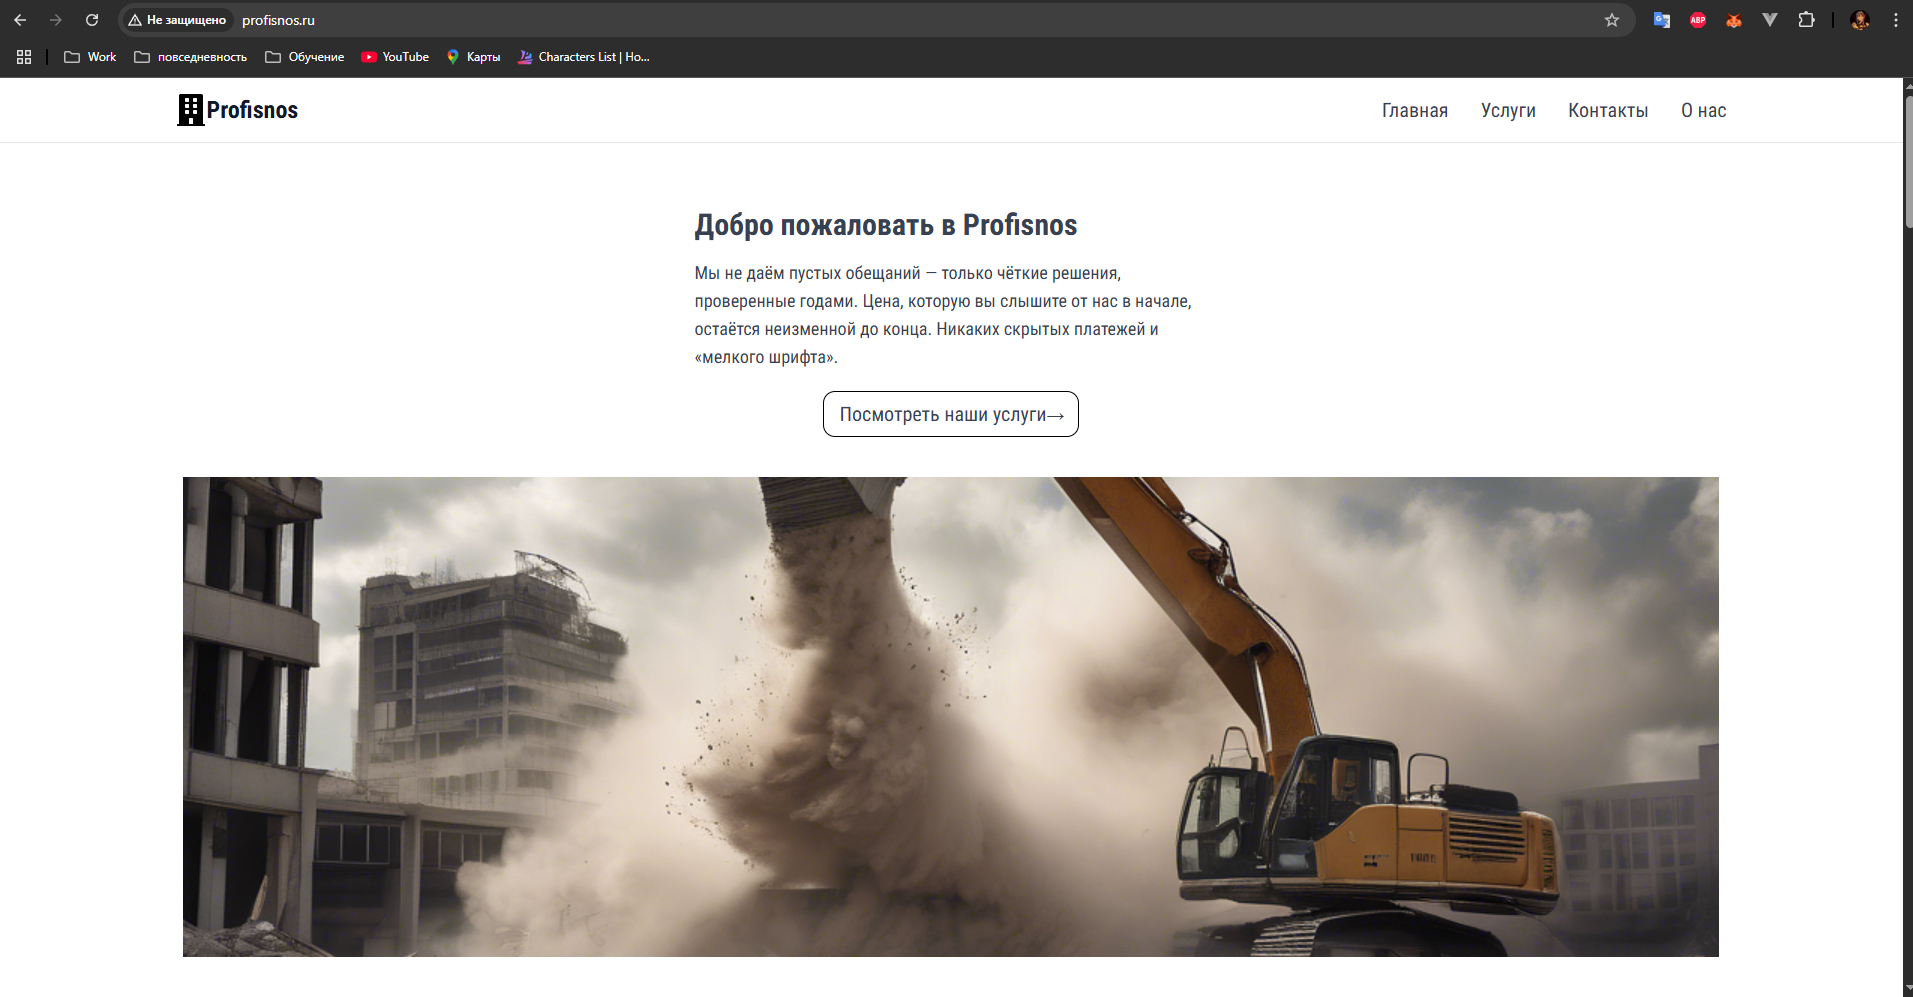 Не защищено
profisnos.ru
Work
повседневность
Обучение
YouTube
Карты
Characters List | Ho...
ABP
Profisnos
Главная
Услуги
Контакты
О нас
Добро пожаловать в Profisnos
Мы не даём пустых обещаний — только чёткие решения,
проверенные годами. Цена, которую вы слышите от нас в начале,
остаётся неизменной до конца. Никаких скрытых платежей и
«мелкого шрифта».
Посмотреть наши услуги→